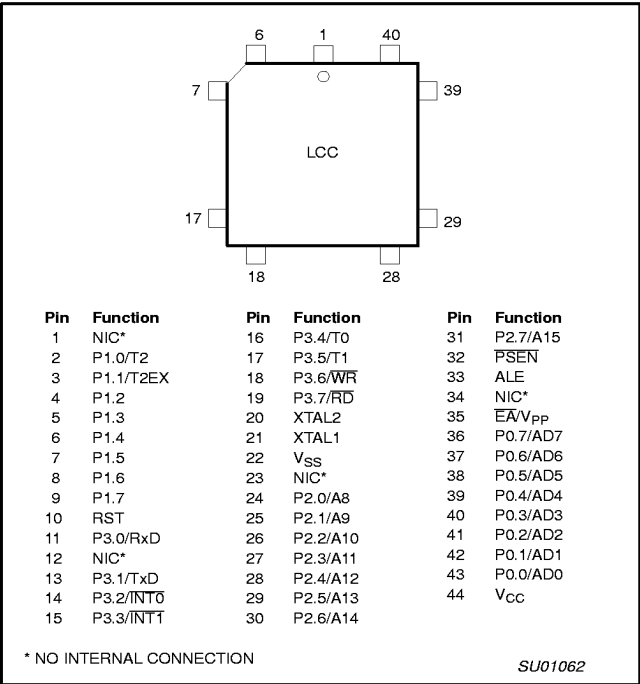 6 1 40
7 39
LCC
17 29
18 28
Pin Function Pin Function Pin Function
1 NIC* 16 P3.4/T0 31 P2.7/A15
2 P1.0/T2 17 P3.5/T1 32 P̅S̅E̅N̅
3 P1.1/T2EX 18 P3.6/W̅R̅ 33 ALE
4 P1.2 19 P3.7/R̅D̅ 34 NIC*
5 P1.3 20 XTAL2 35 E̅A̅/VPP
6 P1.4 21 XTAL1 36 P0.7/AD7
7 P1.5 22 VSS 37 P0.6/AD6
8 P1.6 23 NIC* 38 P0.5/AD5
9 P1.7 24 P2.0/A8 39 P0.4/AD4
10 RST 25 P2.1/A9 40 P0.3/AD3
11 P3.0/RxD 26 P2.2/A10 41 P0.2/AD2
12 NIC* 27 P2.3/A11 42 P0.1/AD1
13 P3.1/TxD 28 P2.4/A12 43 P0.0/AD0
14 P3.2/I̅N̅T̅0̅ 29 P2.5/A13 44 VCC
15 P3.3/I̅N̅T̅1̅ 30 P2.6/A14
* NO INTERNAL CONNECTION
SU01062